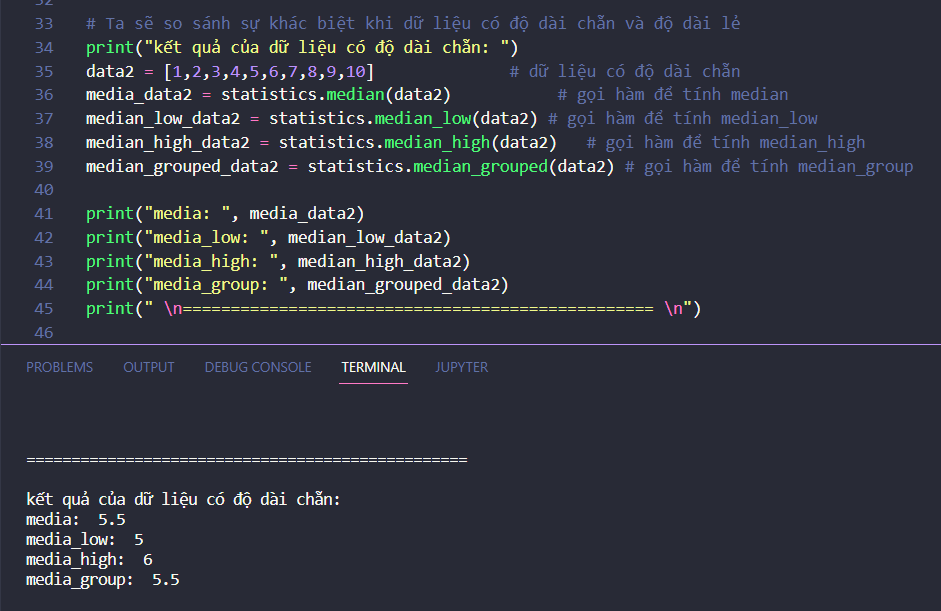 32
33 # Ta sẽ so sánh sự khác biệt khi dữ liệu có độ dài chẵn và độ dài lẻ
34 print("kết quả của dữ liệu có độ dài chẵn: ")
35 data2 = [1,2,3,4,5,6,7,8,9,10] # dữ liệu có độ dài chẵn
36 media_data2 = statistics.median(data2) # gọi hàm để tính median
37 median_low_data2 = statistics.median_low(data2) # gọi hàm để tính median_low
38 median_high_data2 = statistics.median_high(data2) # gọi hàm để tính median_high
39 median_grouped_data2 = statistics.median_grouped(data2) # gọi hàm để tính median_group
40
41 print("media: ", media_data2)
42 print("media_low: ", median_low_data2)
43 print("media_high: ", median_high_data2)
44 print("media_group: ", median_grouped_data2)
45 print(" \n================================================= \n")
46
PROBLEMS OUTPUT DEBUG CONSOLE TERMINAL JUPYTER
=================================================
kết quả của dữ liệu có độ dài chẵn:
media:  5.5
media_low:  5
media_high:  6
media_group:  5.5